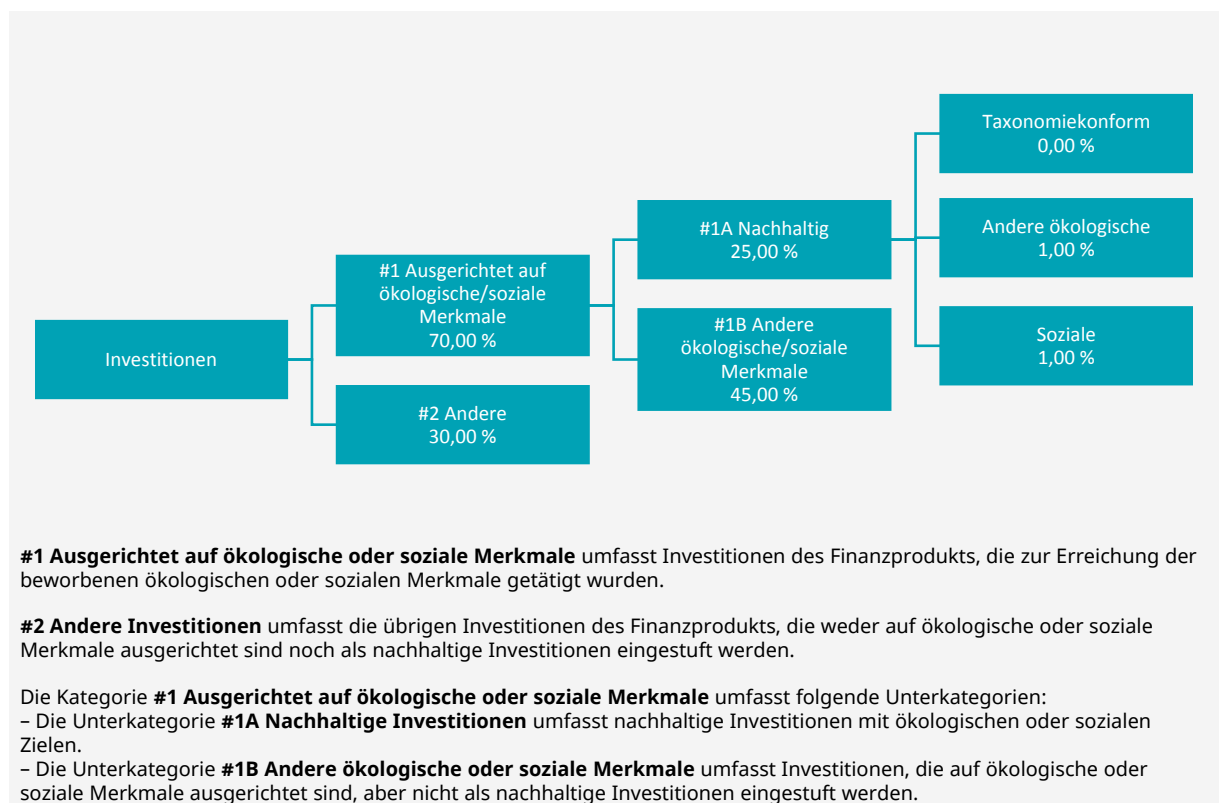 Taxonomiekonform
0,00 %
#1A Nachhaltig
25,00 %
Andere ökologische
1,00 %
#1 Ausgerichtet auf
ökologische/soziale
Merkmale
70,00 %
#1B Andere
ökologische/soziale
Merkmale
45,00 %
Soziale
1,00 %
Investitionen
#2 Andere
30,00 %
#1 Ausgerichtet auf ökologische oder soziale Merkmale umfasst Investitionen des Finanzprodukts, die zur Erreichung der
beworbenen ökologischen oder sozialen Merkmale getätigt wurden.
#2 Andere Investitionen umfasst die übrigen Investitionen des Finanzprodukts, die weder auf ökologische oder soziale
Merkmale ausgerichtet sind noch als nachhaltige Investitionen eingestuft werden.
Die Kategorie #1 Ausgerichtet auf ökologische oder soziale Merkmale umfasst folgende Unterkategorien:
– Die Unterkategorie #1A Nachhaltige Investitionen umfasst nachhaltige Investitionen mit ökologischen oder sozialen
Zielen.
– Die Unterkategorie #1B Andere ökologische oder soziale Merkmale umfasst Investitionen, die auf ökologische oder
soziale Merkmale ausgerichtet sind, aber nicht als nachhaltige Investitionen eingestuft werden.